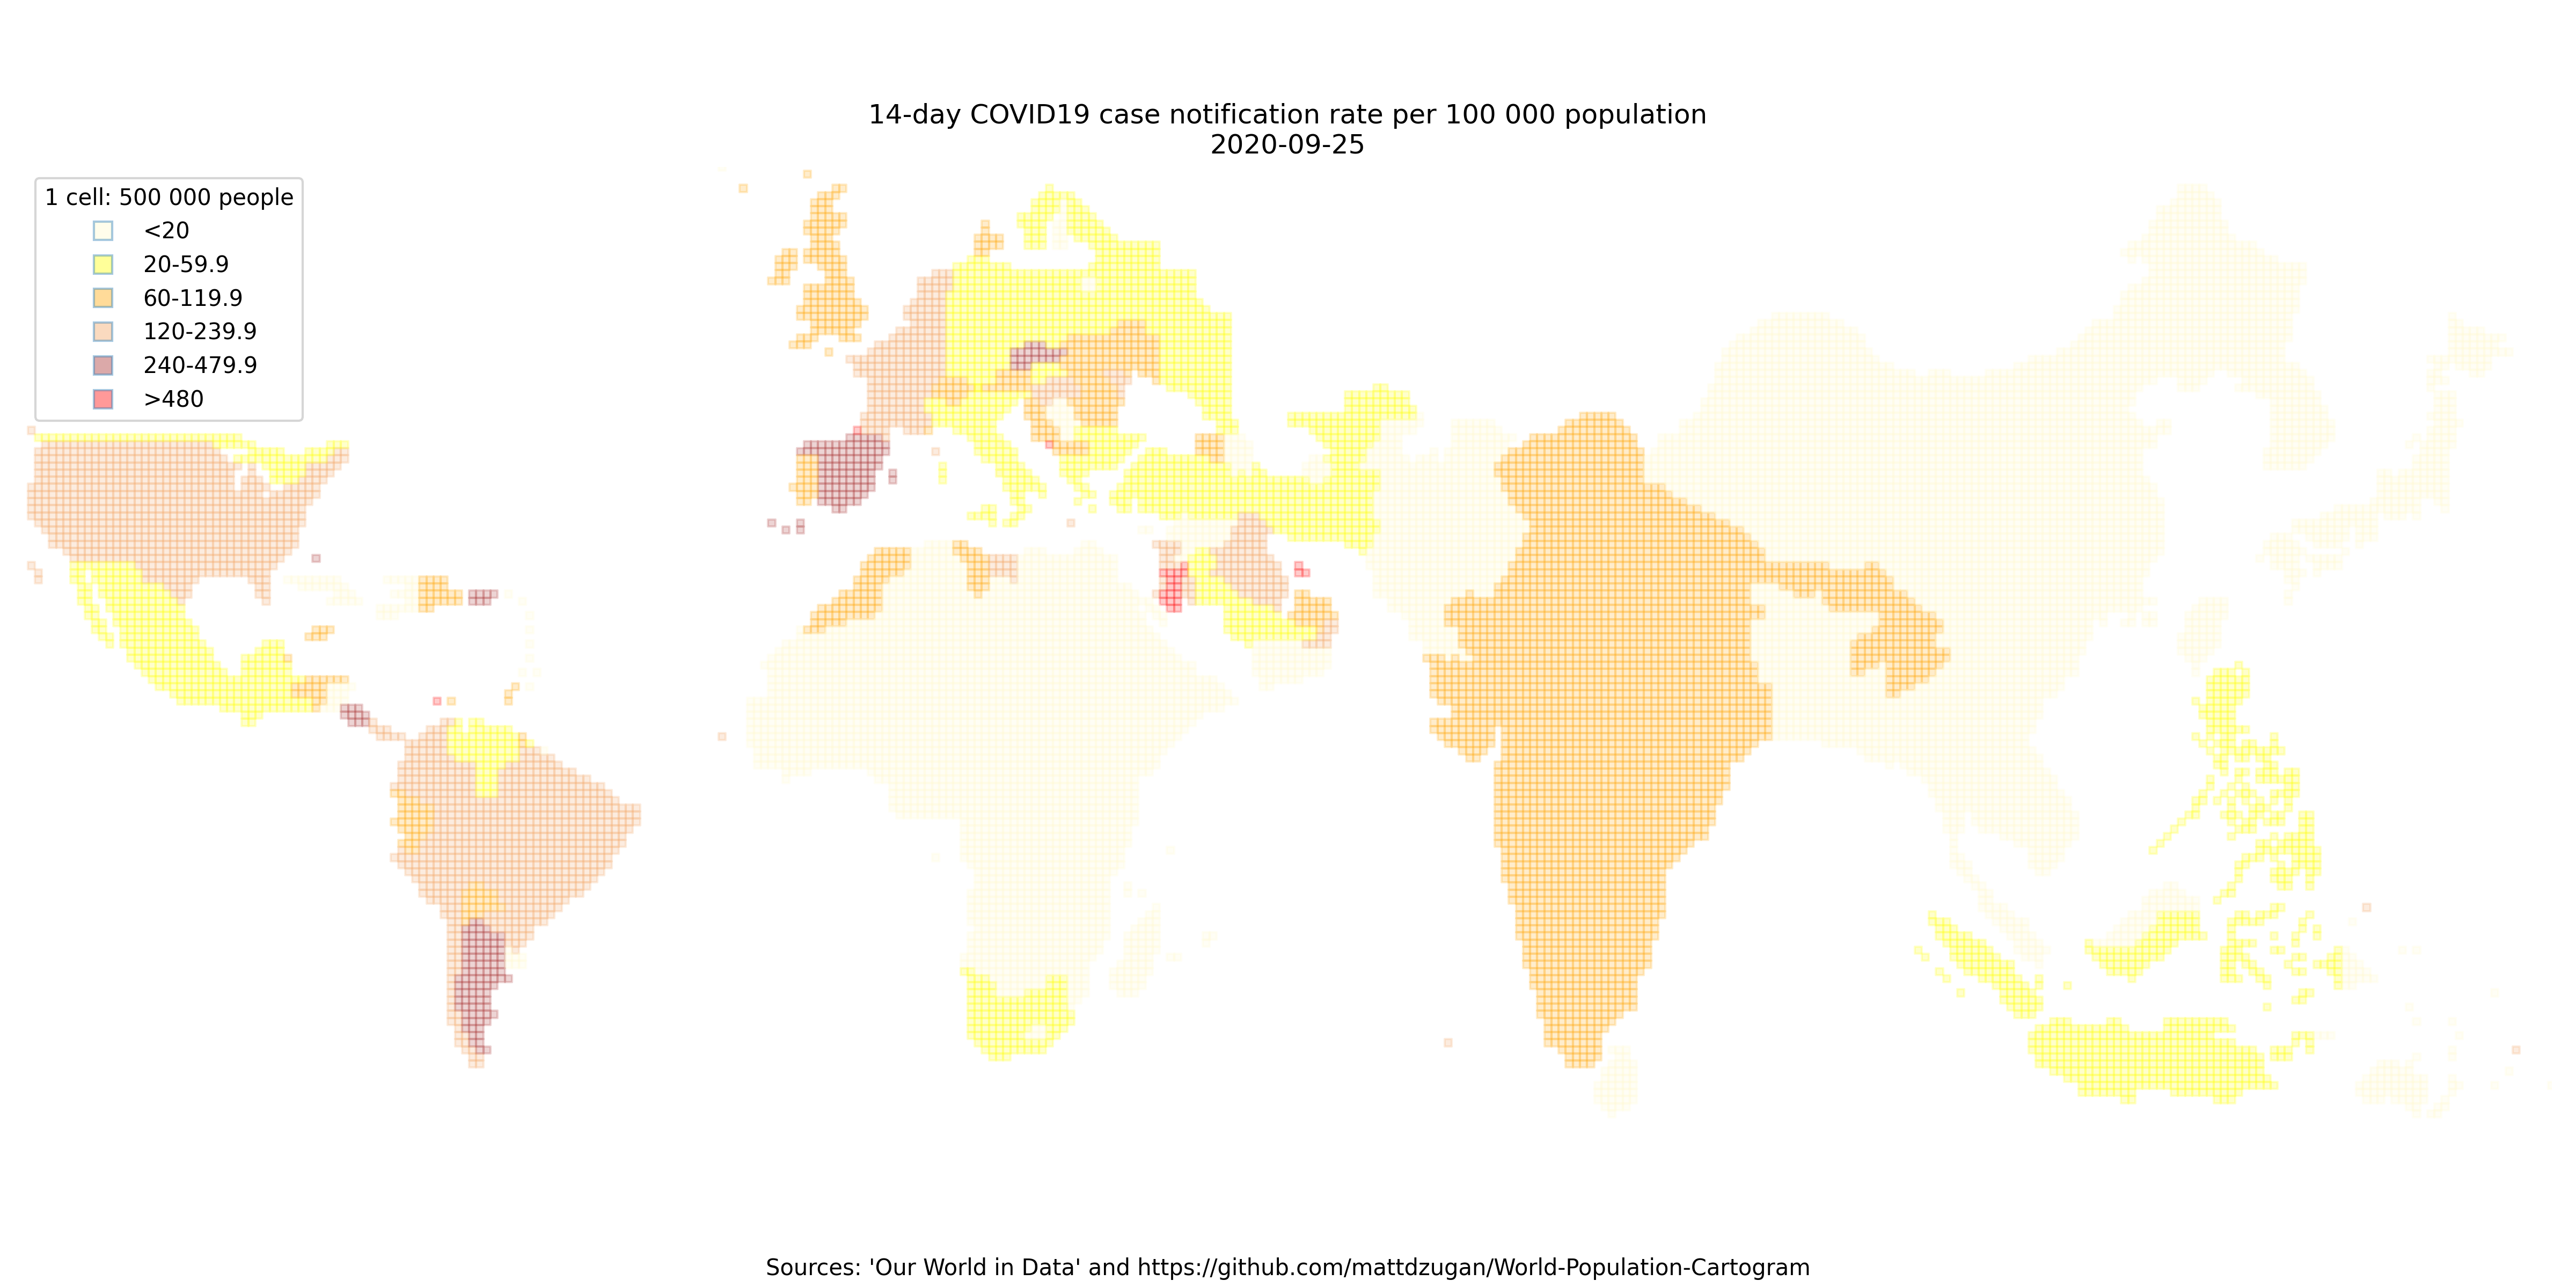 14-day COVID19 case notification rate per 100 000 population
2020-09-25
1 cell: 500 000 people
<20
20-59.9
60-119.9
120-239.9
240-479.9
>480
Sources: 'Our World in Data' and https://github.com/mattdzugan/World-Population-Cartogram